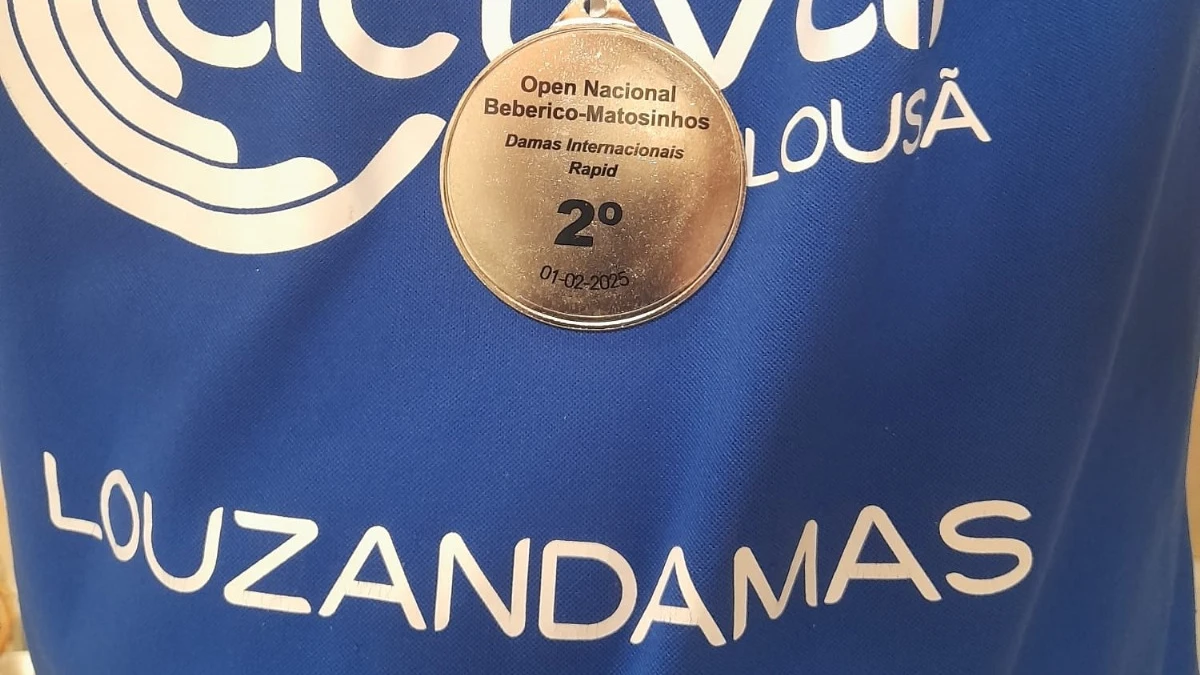 Open Nacional
Beberico-Matosinhos
Damas Internacionais
Rapid
2º
01-02-2025
LOUSÃ
LOUZANDAMAS